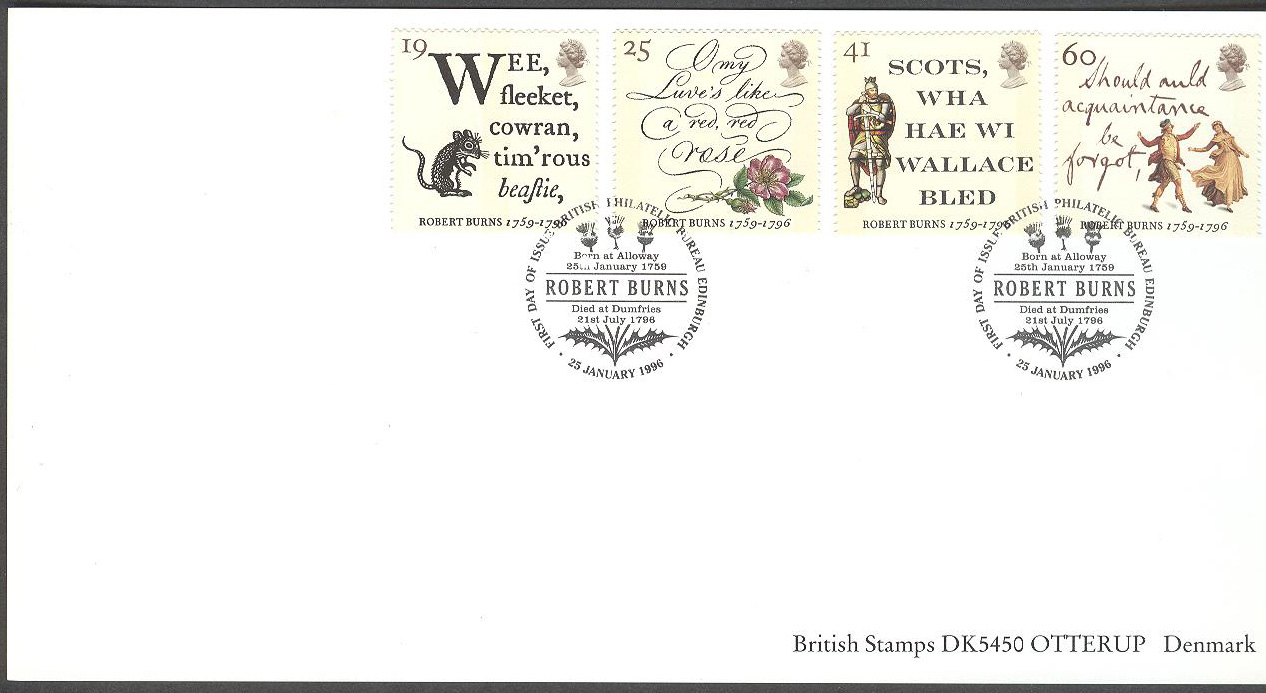 19
WEE,
fleeket,
cowran,
tim'rous
beaſtie,
ROBERT BURNS 1759-1796
25
O my
Luve's like
a red, red
rose
ROBERT BURNS 1759-1796
41
SCOTS,
WHA
HAE WI
WALLACE
BLED
ROBERT BURNS 1759-1796
60
Should auld
acquaintance
be
forgot,
ROBERT BURNS 1759-1796
FIRST DAY OF ISSUE BRITISH PHILATELIC BUREAU EDINBURGH
Born at Alloway
25th January 1759
ROBERT BURNS
Died at Dumfries
21st July 1796
· 25 JANUARY 1996 ·
FIRST DAY OF ISSUE BRITISH PHILATELIC BUREAU EDINBURGH
Born at Alloway
25th January 1759
ROBERT BURNS
Died at Dumfries
21st July 1796
· 25 JANUARY 1996 ·
British Stamps DK5450 OTTERUP Denmark